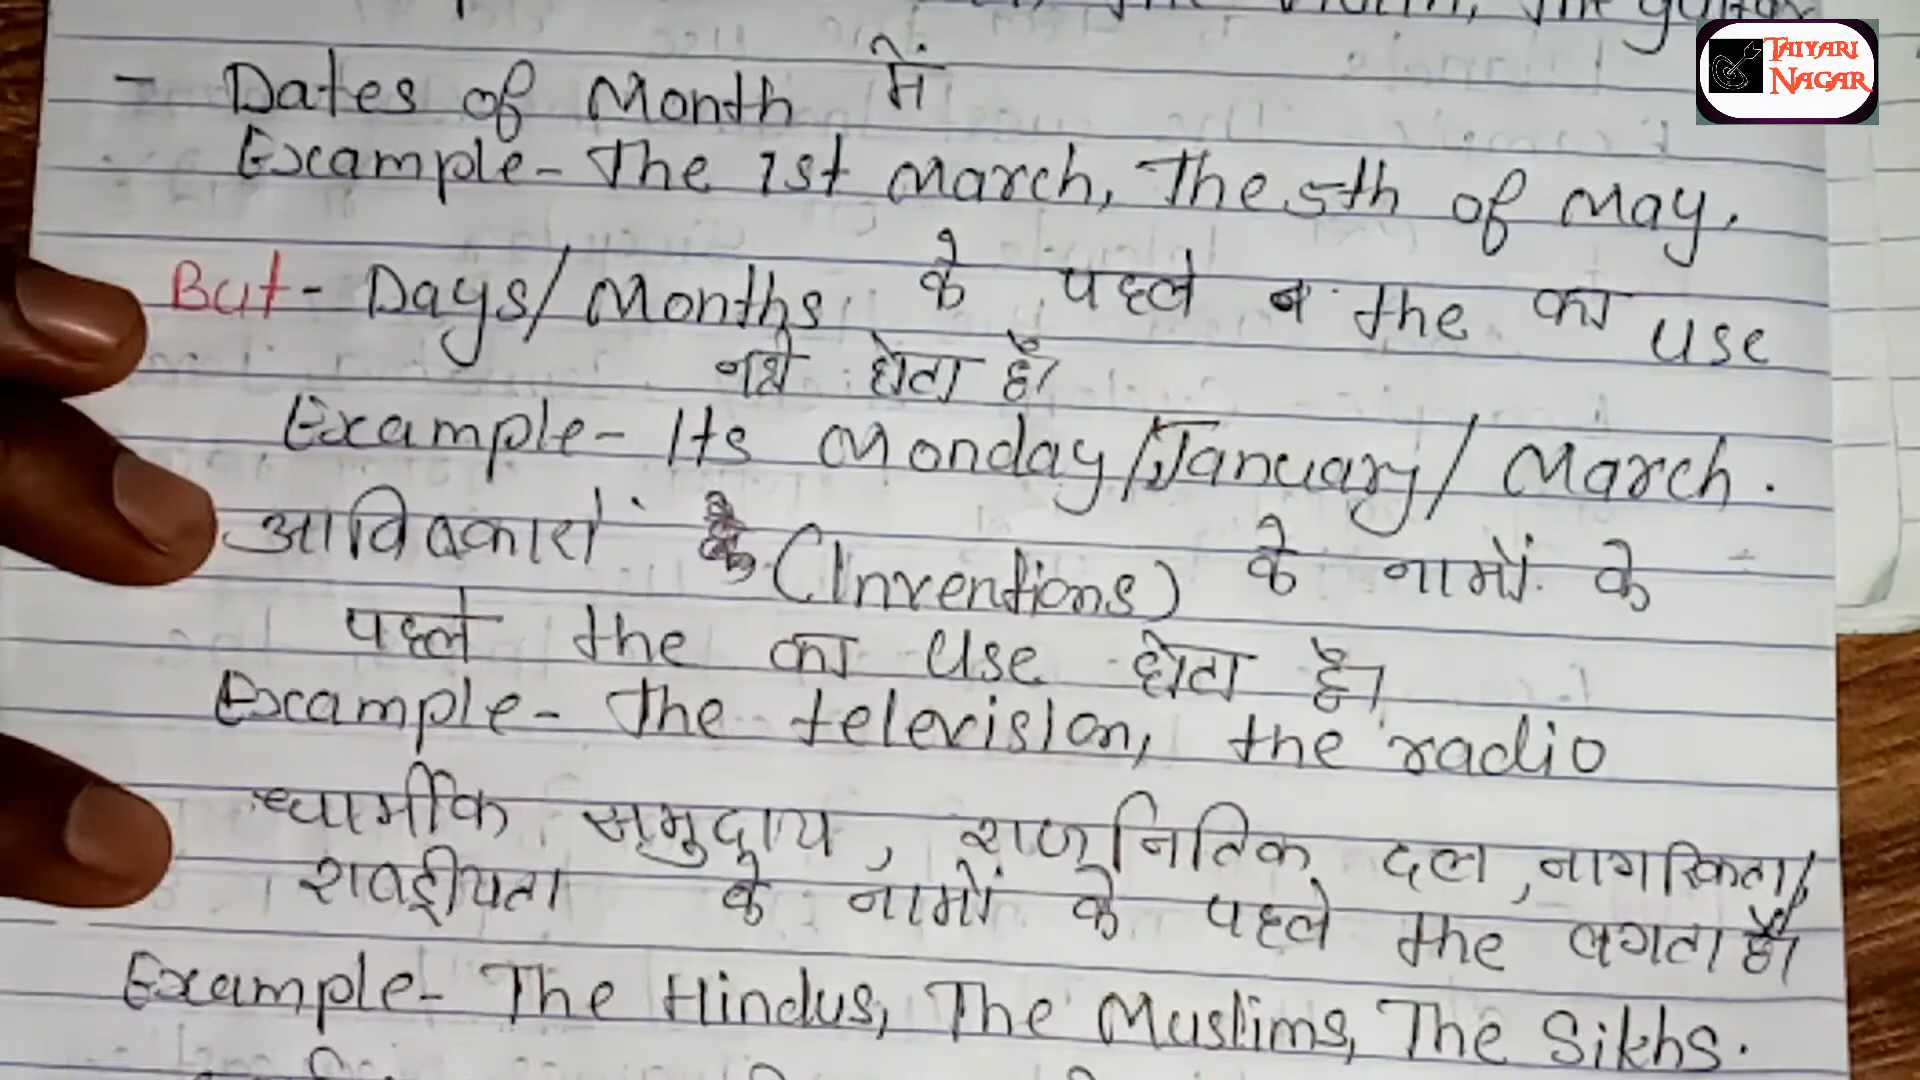 TAIYARI
NAGAR
- Dates of Month में
Example- The 1st March, The 5th of May.
But- Days/Months के पहले the का use
नही होता है।
Example- Its Monday/January/March.
आविष्कारों (Inventions) के नामों के
पहले the का use होता है।
Example- The television, the radio
धार्मीक समुदाय, राजनितिक दल, नागरिकता/
राष्ट्रीयता के नामों के पहले the लगता है।
Example- The Hindus, The Muslims, The Sikhs.